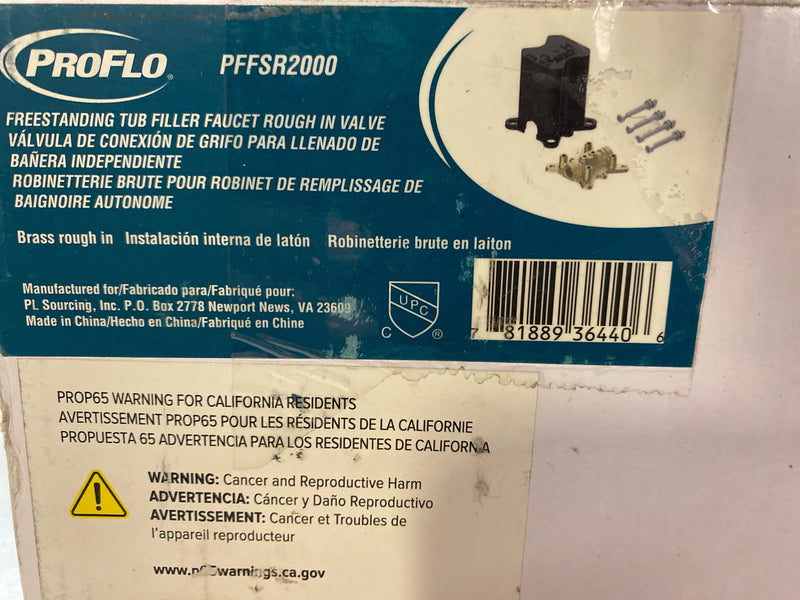 PROFLO®
PFFSR2000
FREESTANDING TUB FILLER FAUCET ROUGH IN VALVE
VÁLVULA DE CONEXIÓN DE GRIFO PARA LLENADO DE
BAÑERA INDEPENDIENTE
ROBINETTERIE BRUTE POUR ROBINET DE REMPLISSAGE DE
BAIGNOIRE AUTONOME
Brass rough in Instalación interna de latón Robinetterie brute en laiton
Manufactured for/Fabricado para/Fabriqué pour:
PL Sourcing, Inc. P.O. Box 2778 Newport News, VA 23609
Made in China/Hecho en China/Fabriqué en Chine
UPC
C ®
7 81889 36440 6
PROP65 WARNING FOR CALIFORNIA RESIDENTS
AVERTISSEMENT PROP65 POUR LES RÉSIDENTS DE LA CALIFORNIE
PROPUESTA 65 ADVERTENCIA PARA LOS RESIDENTES DE CALIFORNIA
WARNING: Cancer and Reproductive Harm
ADVERTENCIA: Cáncer y Daño Reproductivo
AVERTISSEMENT: Cancer et Troubles de
l'appareil reproducteur
www.p65warnings.ca.gov